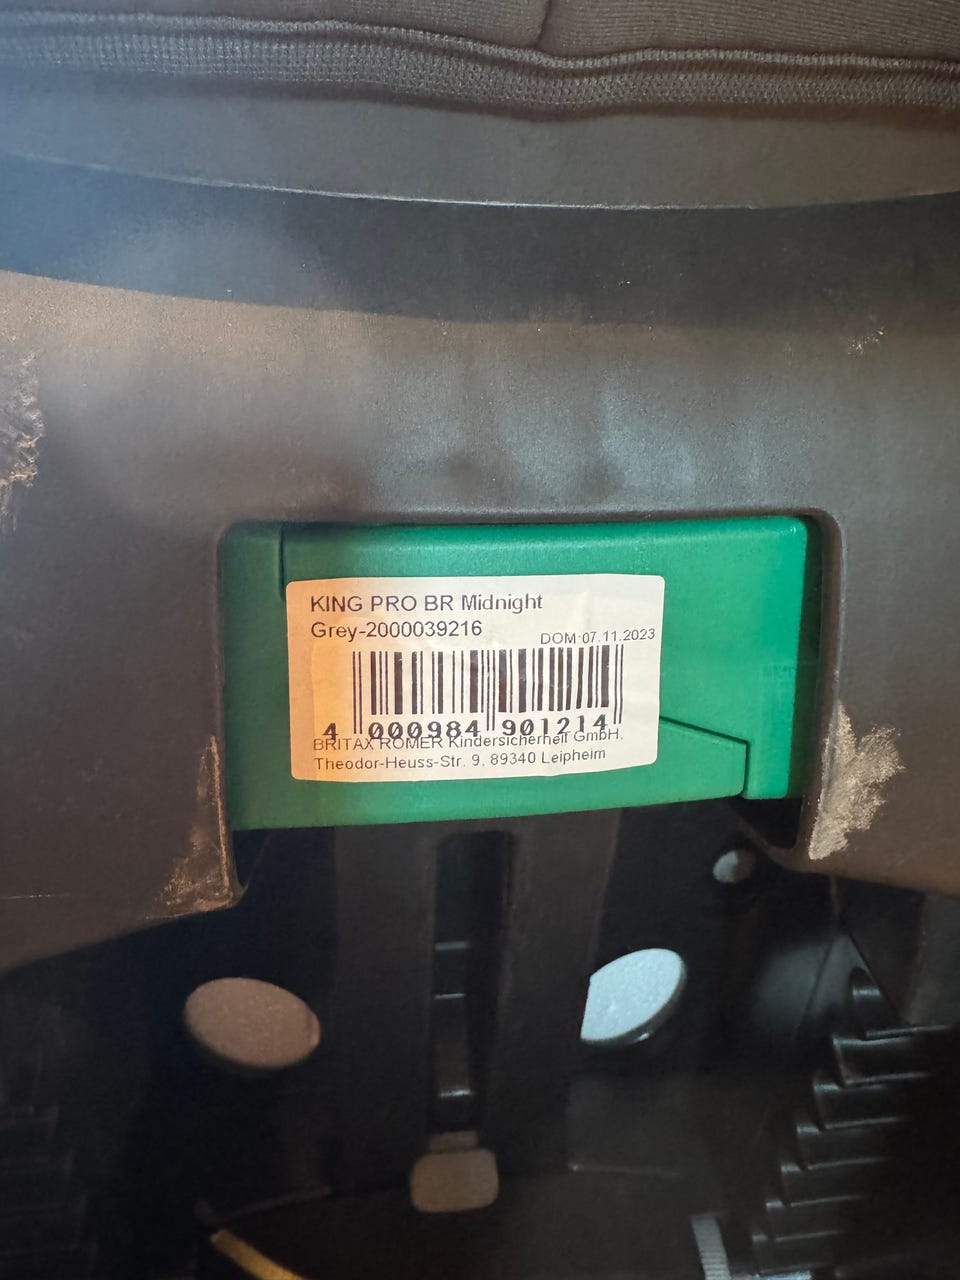 KING PRO BR Midnight
Grey-2000039216
DOM:07.11.2023
4 000984 901214
BRITAX RÖMER Kindersicherheit GmbH.
Theodor-Heuss-Str. 9, 89340 Leipheim